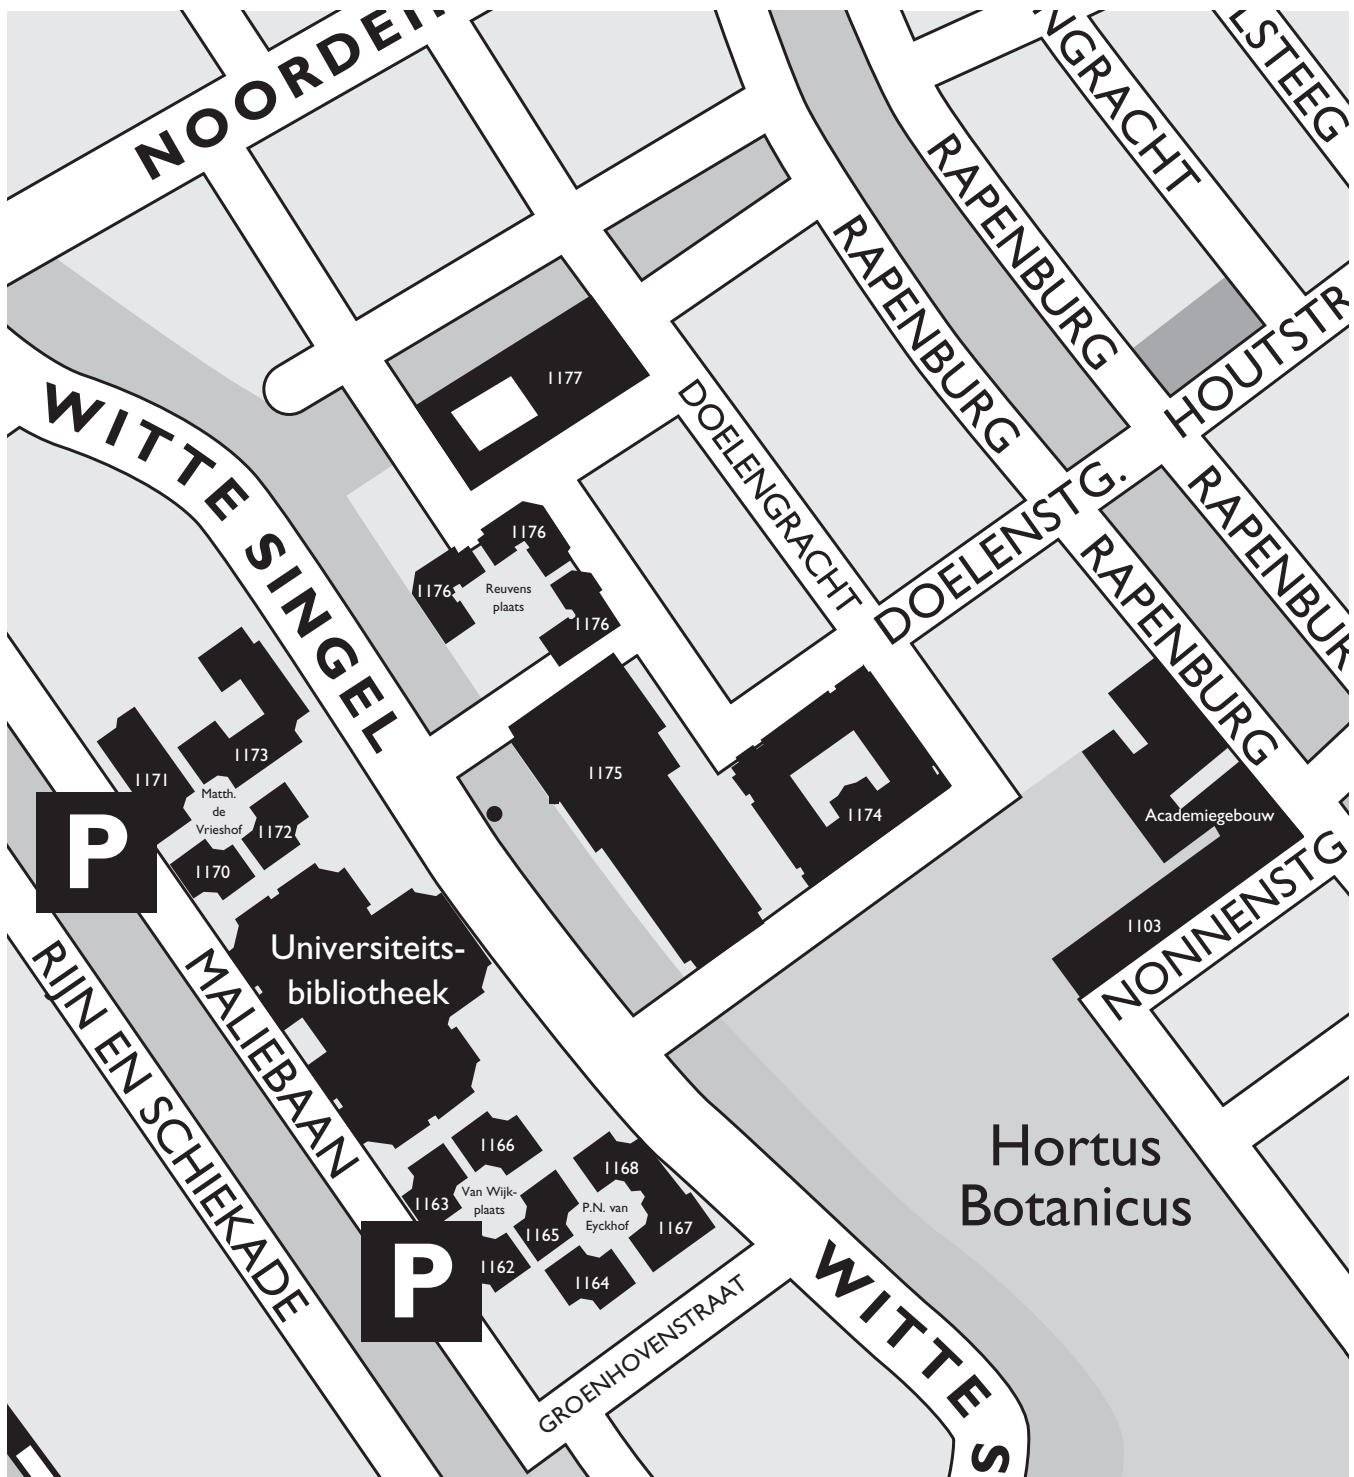 NOORDEN
NGRACHT
LSTEEG
RAPENBURG
RAPENBURG
HOUTSTR
WITTE SINGEL
1177
DOELENGRACHT
DOELENSTG.
RAPENBURG
RAPENBUR
1176
1176
Reuvens
plaats
1176
1173
1171
Matth.
de
Vrieshof
1172
1170
P
1175
1174
Academiegebouw
1103
NONNENSTG
Universiteits-
bibliotheek
MALIEBAAN
RIJN EN SCHIEKADE
1166
1168
1163
Van Wijk-
plaats
P.N. van
Eyckhof
1165
1167
1162
1164
P
GROENHOVENSTRAAT
Hortus
Botanicus
WITTE S